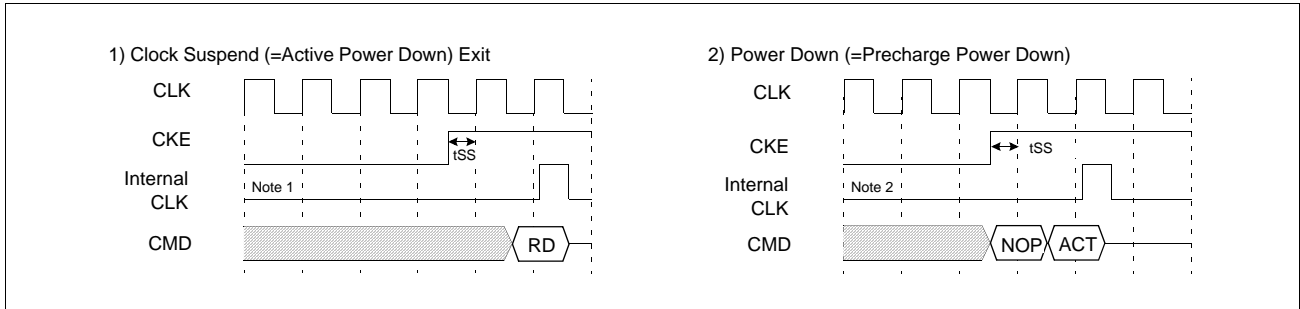 1) Clock Suspend (=Active Power Down) Exit
CLK
CKE
tSS
Internal
CLK
Note 1
CMD
RD
2) Power Down (=Precharge Power Down)
CLK
CKE
tSS
Internal
CLK
Note 2
CMD
NOP
ACT